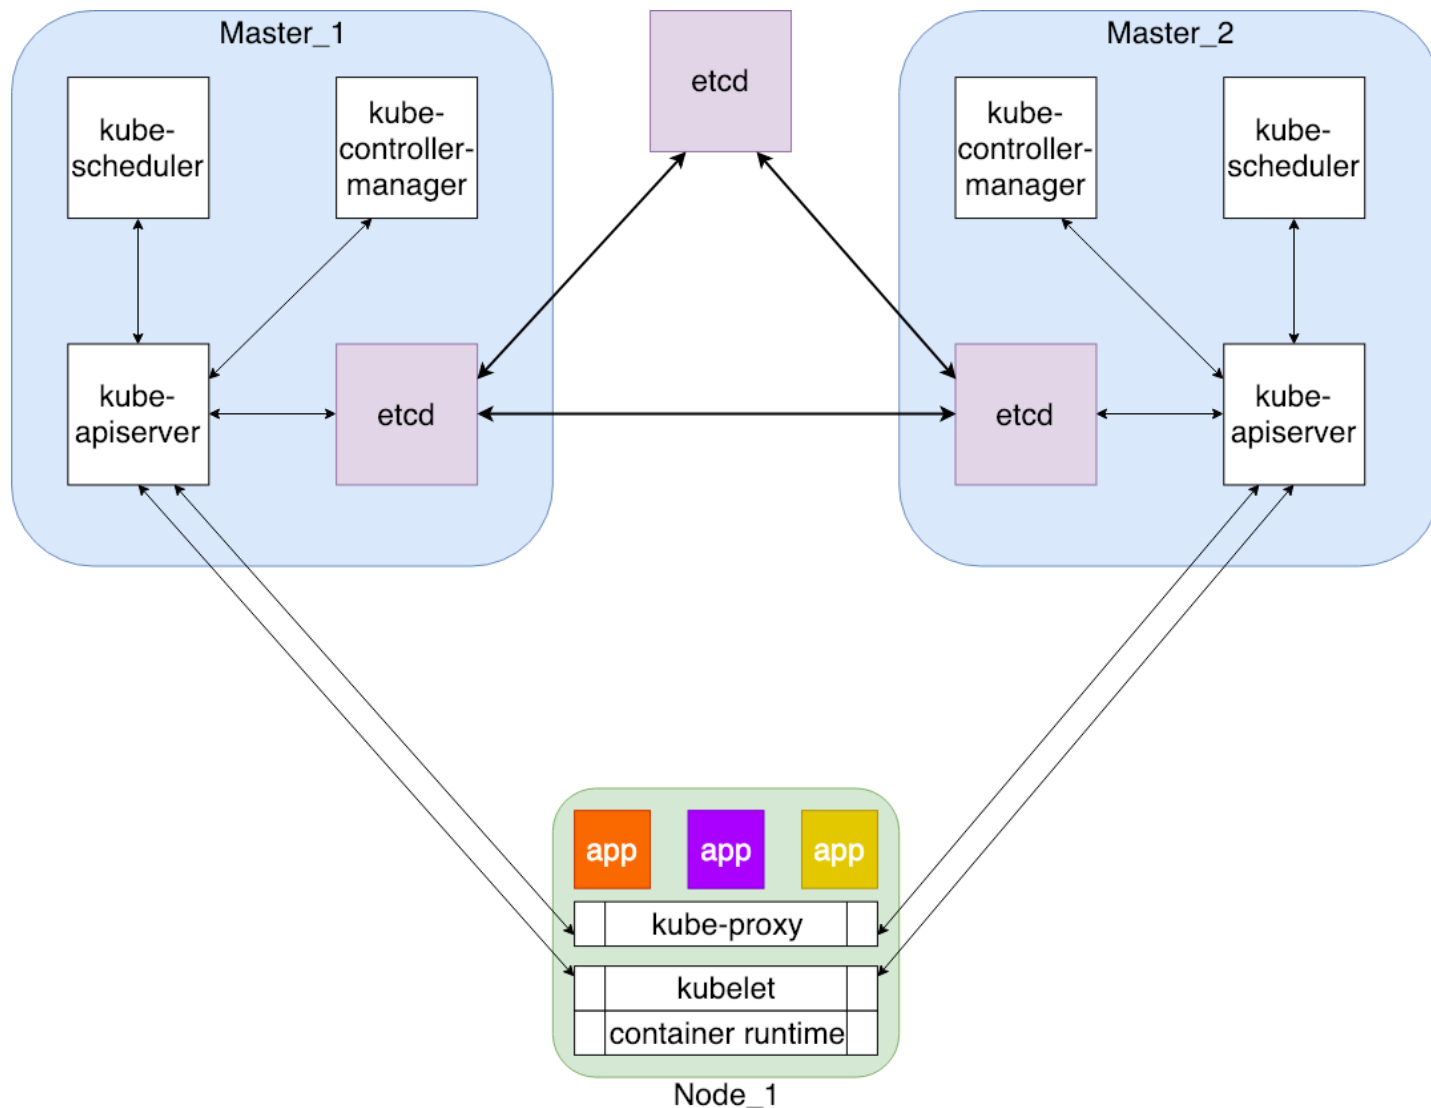 Master_1
kube-
scheduler
kube-
controller-
manager
kube-
apiserver
etcd
etcd
Master_2
kube-
controller-
manager
kube-
scheduler
etcd
kube-
apiserver
app
app
app
kube-proxy
kubelet
container runtime
Node_1